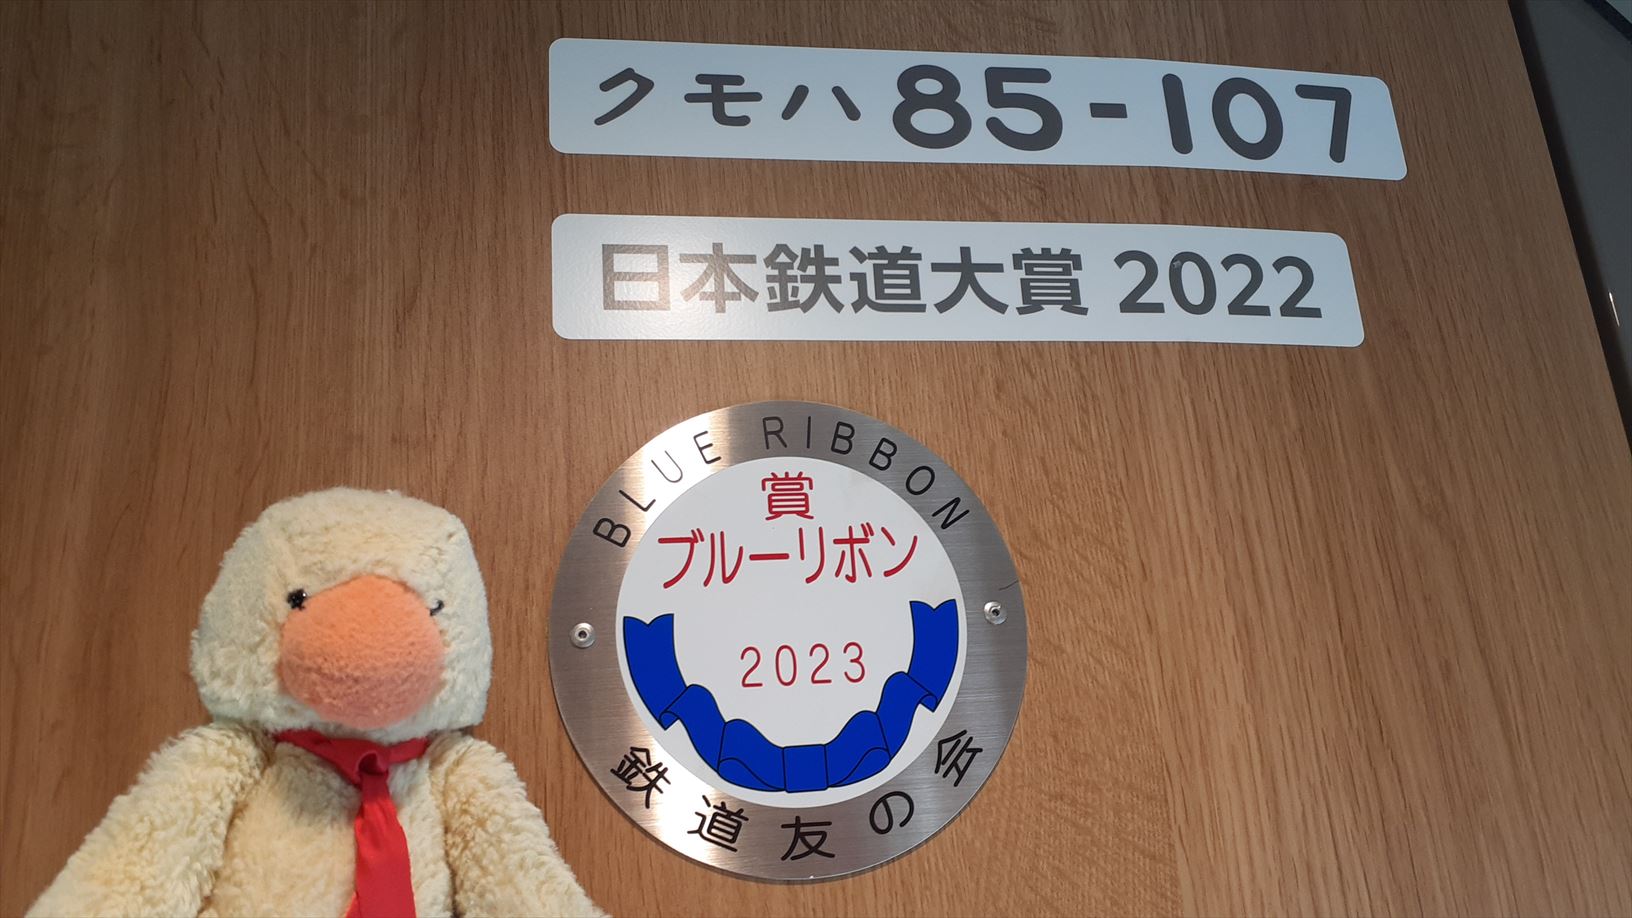 クモハ85-107
日本鉄道大賞 2022
BLUE RIBBON
賞
ブルーリボン
2023
鉄道友の会